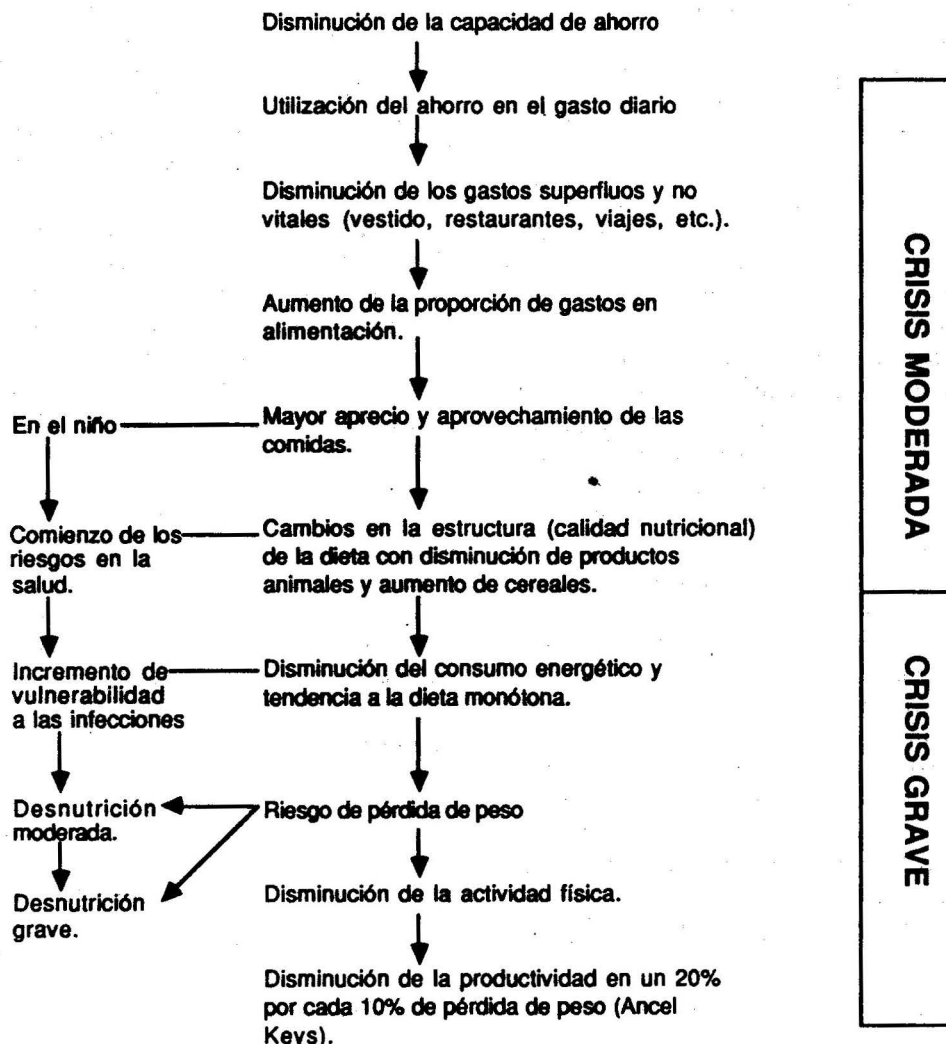 Disminución de la capacidad de ahorro
Utilización del ahorro en el gasto diario
Disminución de los gastos superfluos y no
vitales (vestido, restaurantes, viajes, etc.).
Aumento de la proporción de gastos en
alimentación.
En el niño
Mayor aprecio y aprovechamiento de las
comidas.
Comienzo de los
riesgos en la
salud.
Cambios en la estructura (calidad nutricional)
de la dieta con disminución de productos
animales y aumento de cereales.
Incremento de
vulnerabilidad
a las infecciones
Disminución del consumo energético y
tendencia a la dieta monótona.
Desnutrición
moderada.
Riesgo de pérdida de peso
Desnutrición
grave.
Disminución de la actividad física.
Disminución de la productividad en un 20%
por cada 10% de pérdida de peso (Ancel
Keys).
CRISIS MODERADA
CRISIS GRAVE